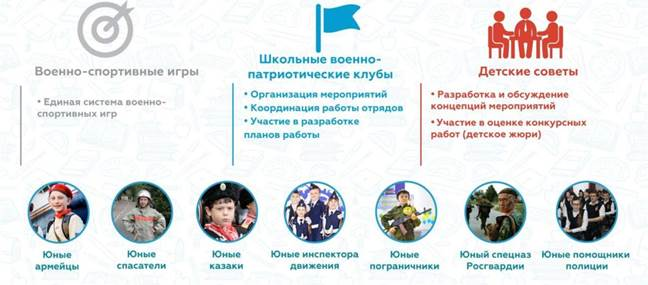 Военно-спортивные игры
• Единая система военно-
спортивных игр
Школьные военно-
патриотические клубы
• Организация мероприятий
• Координация работы отрядов
• Участие в разработке
планов работы
Детские советы
• Разработка и обсуждение
концепций мероприятий
• Участие в оценке конкурсных
работ (детское жюри)
Юные
армейцы
Юные
спасатели
Юные
казаки
Юные инспектора
движения
Юные
пограничники
Юный спецназ
Росгвардии
Юные помощники
полиции